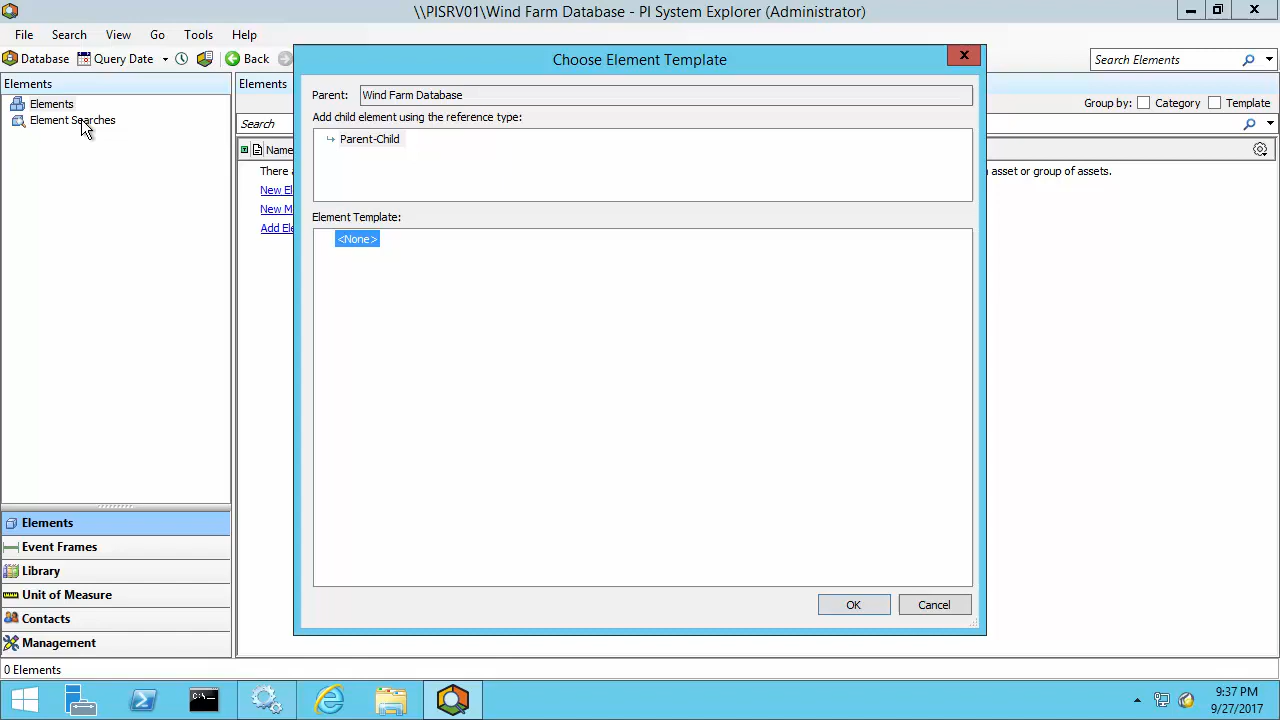 \\PISRV01\Wind Farm Database - PI System Explorer (Administrator)
File Search View Go Tools Help
Database Query Date Back Search Elements
Elements
Elements
Element Searches
Elements
Group by: Category Template
Search
Name
There a asset or group of assets.
New El
New M
Add Ele
Choose Element Template
Parent: Wind Farm Database
Add child element using the reference type:
Parent-Child
Element Template:
<None>
OK Cancel
Elements
Event Frames
Library
Unit of Measure
Contacts
Management
0 Elements
9:37 PM
9/27/2017